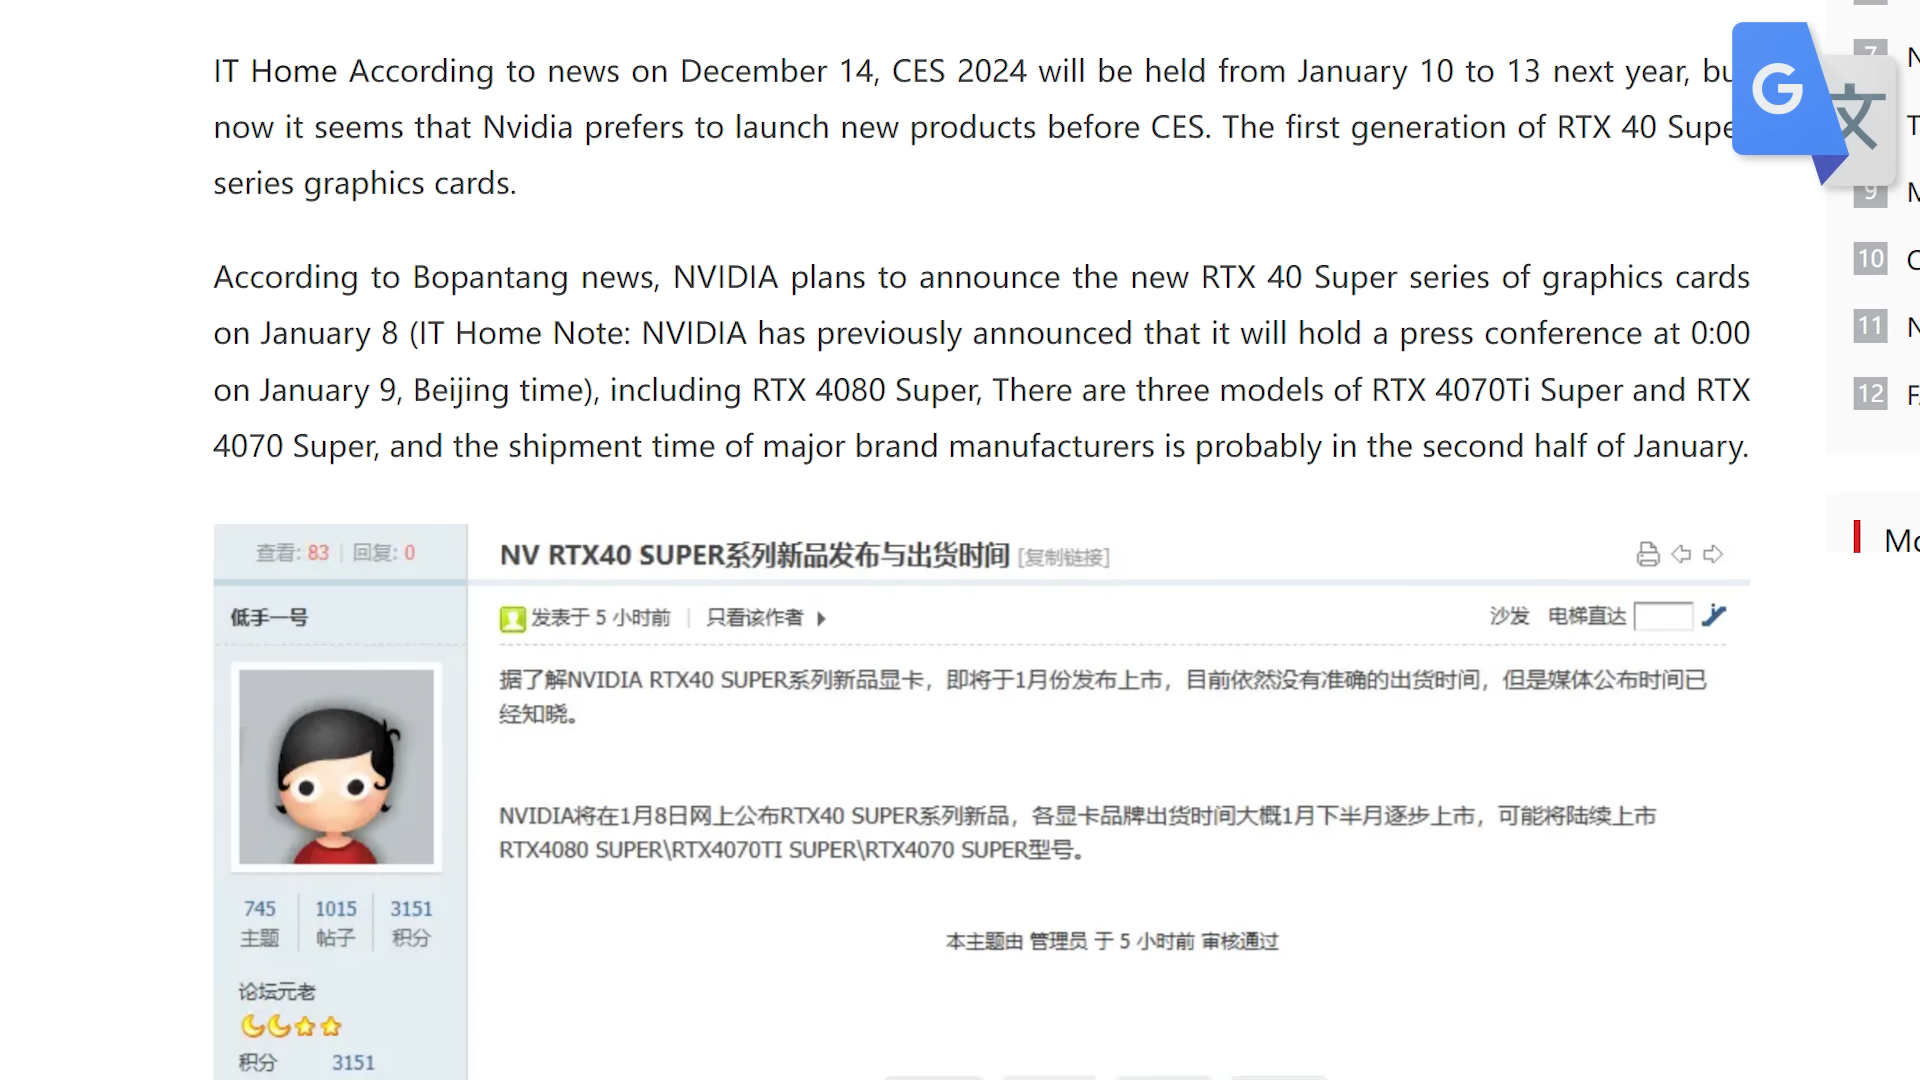 IT Home According to news on December 14, CES 2024 will be held from January 10 to 13 next year,
now it seems that Nvidia prefers to launch new products before CES. The first generation of RTX 40
series graphics cards.
According to Bopantang news, NVIDIA plans to announce the new RTX 40 Super series of graphics cards
on January 8 (IT Home Note: NVIDIA has previously announced that it will hold a press conference at 0:00
on January 9, Beijing time), including RTX 4080 Super, There are three models of RTX 4070Ti Super and RTX
4070 Super, and the shipment time of major brand manufacturers is probably in the second half of January.
G 文
7
9
10
11
12
查看: 83 | 回复: 0
NV RTX40 SUPER系列新品发布与出货时间 [复制链接]
低手一号
发表于 5 小时前 | 只看该作者
沙发 电梯直达
据了解NVIDIA RTX40 SUPER系列新品显卡，即将于1月份发布上市，目前依然没有准确的出货时间，但是媒体公布时间已
经知晓。
NVIDIA将在1月8日网上公布RTX40 SUPER系列新品，各显卡品牌出货时间大概1月下半月逐步上市，可能将陆续上市
RTX4080 SUPER\RTX4070TI SUPER\RTX4070 SUPER型号。
745 1015 3151
主题 帖子 积分
本主题由 管理员 于 5 小时前 审核通过
论坛元老
积分 3151